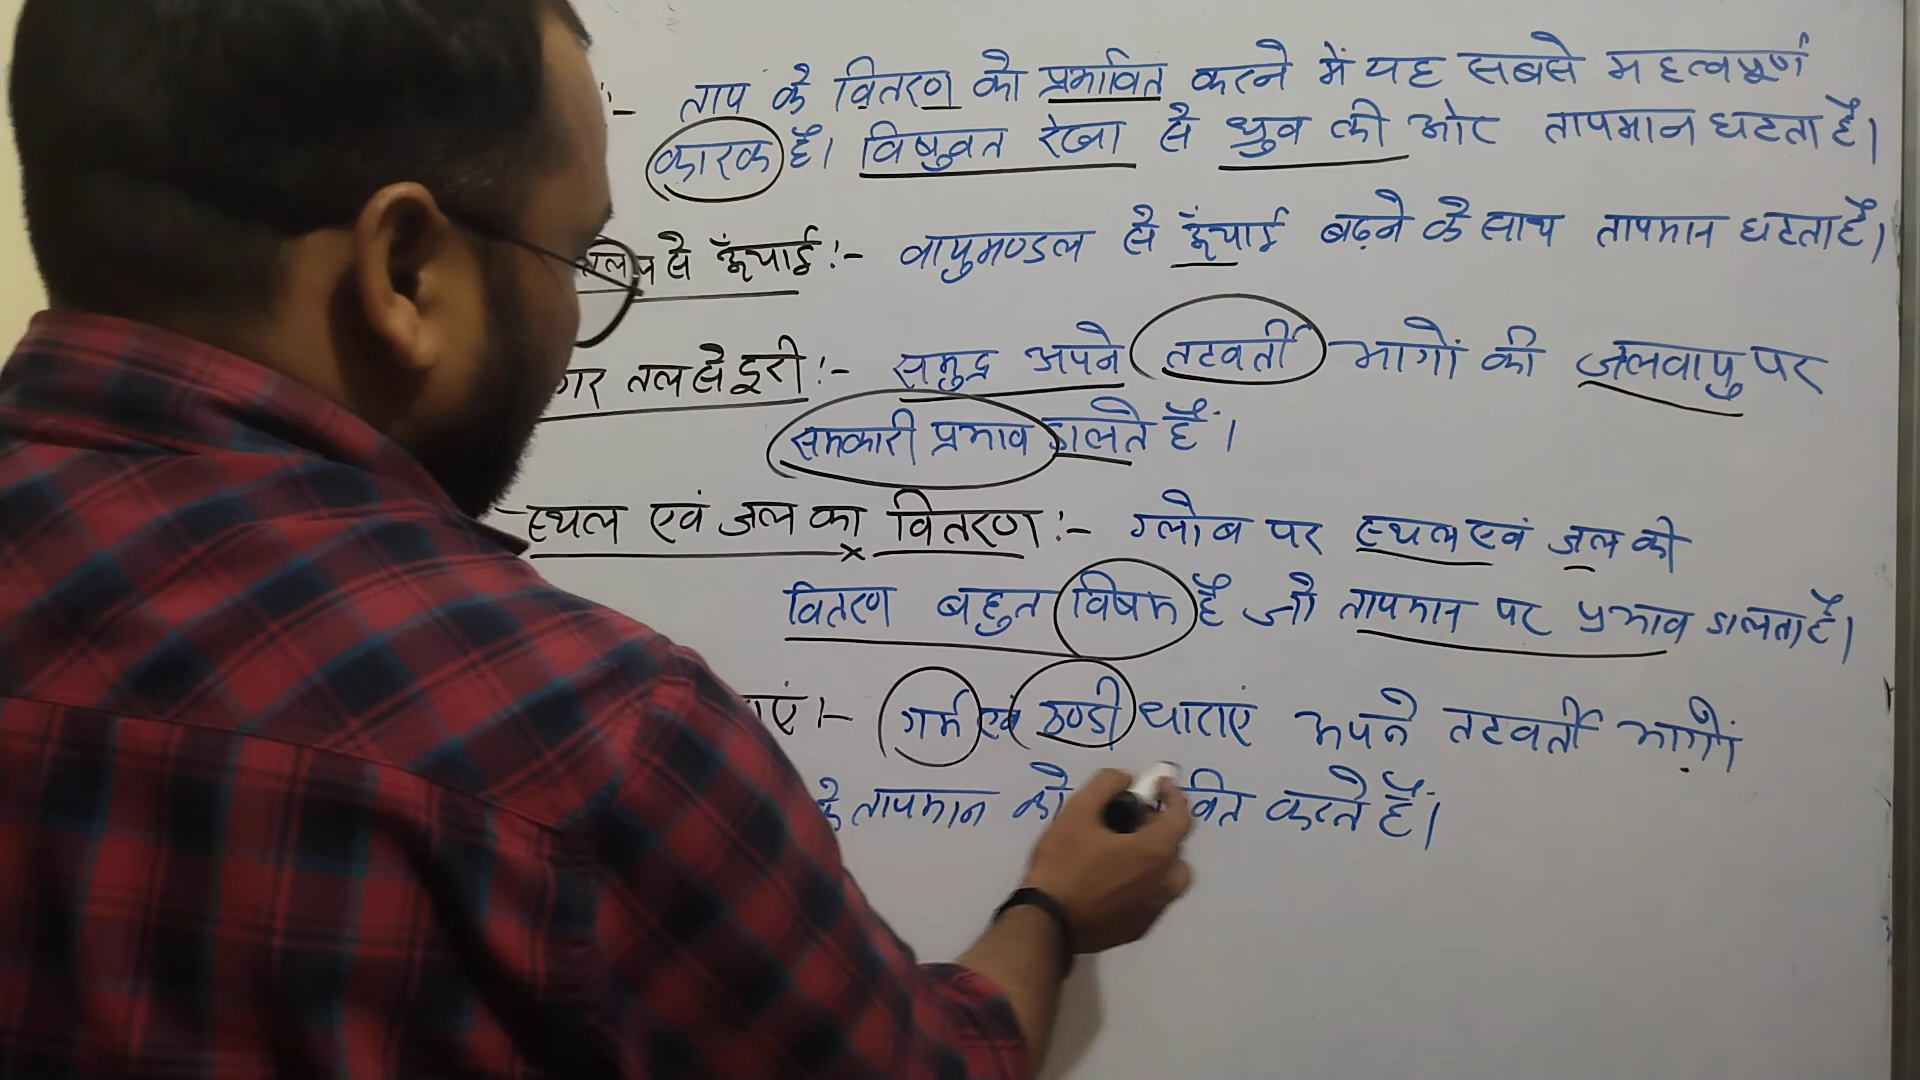 :- ताप के वितरण को प्रभावित करने में यह सबसे महत्वपूर्ण
कारक है। विषुवत रेखा से ध्रुव की ओर तापमान घटता है।
से ऊँचाई :- वायुमण्डल से ऊँचाई बढ़ने के साथ तापमान घटता है।
गर तल से दूरी :- समुद्र अपने तटवर्ती भागों की जलवायु पर
समकारी प्रभाव डालते हैं।
स्थल एवं जल का वितरण :- ग्लोब पर स्थल एवं जल की
वितरण बहुत विषम है जो तापमान पर प्रभाव डालता है।
:- गर्म एवं ठण्डी धाराएं अपने तटवर्ती भागों
के तापमान को वित करते हैं।